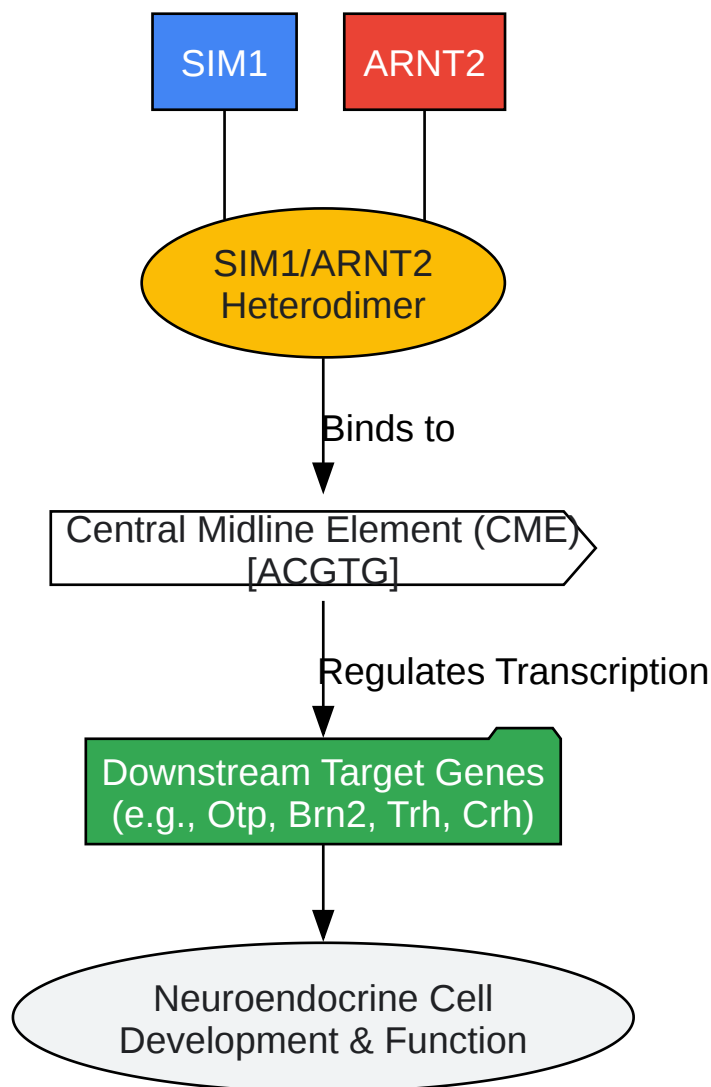 SIM1
ARNT2
SIM1/ARNT2
Heterodimer
Binds to
Central Midline Element (CME)
[ACGTG]
Regulates Transcription
Downstream Target Genes
(e.g., Otp, Brn2, Trh, Crh)
Neuroendocrine Cell
Development & Function